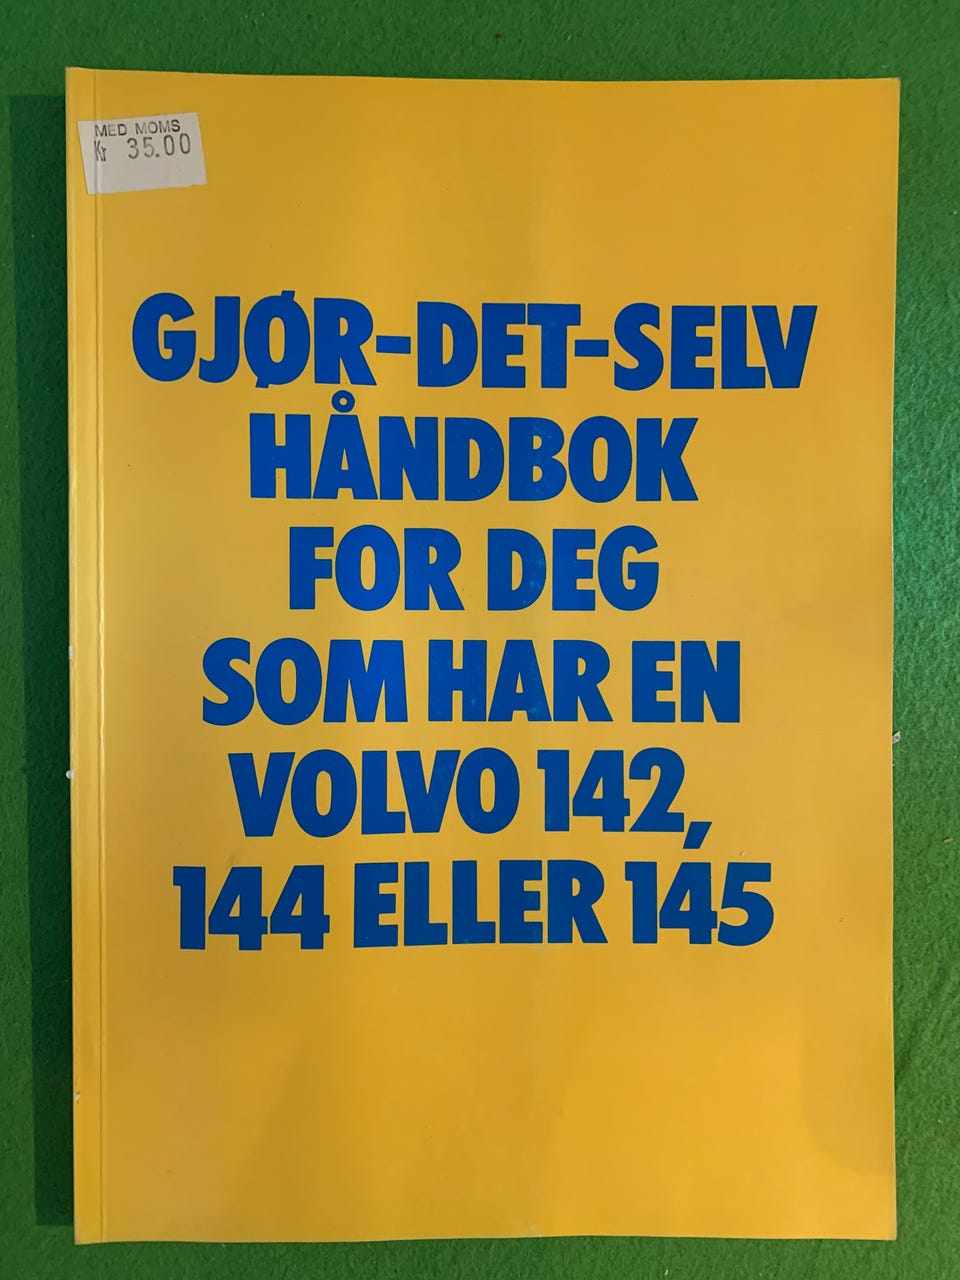 MED MOMS
Kr 35.00
GJØR-DET-SELV
HÅNDBOK
FOR DEG
SOM HAR EN
VOLVO 142,
144 ELLER 145